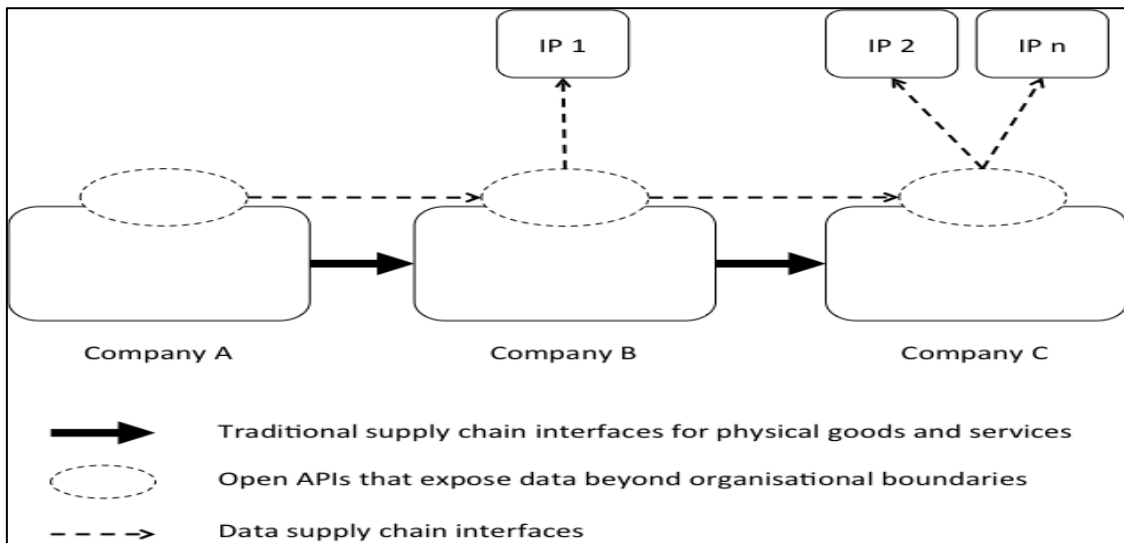 IP 1
IP 2
IP n
Company A
Company B
Company C
Traditional supply chain interfaces for physical goods and services
Open APIs that expose data beyond organisational boundaries
Data supply chain interfaces